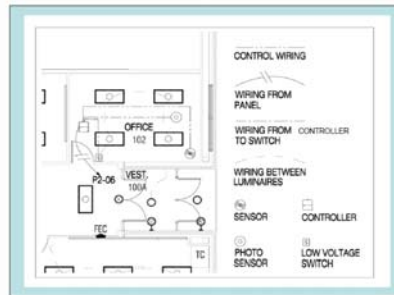 OFFICE
102
P2-06
VEST.
100A
FEC
TC
CONTROL WIRING
WIRING FROM
PANEL
WIRING FROM CONTROLLER
TO SWITCH
WIRING BETWEEN
LUMINAIRES
SENSOR
CONTROLLER
PHOTO
SENSOR
LOW VOLTAGE
SWITCH